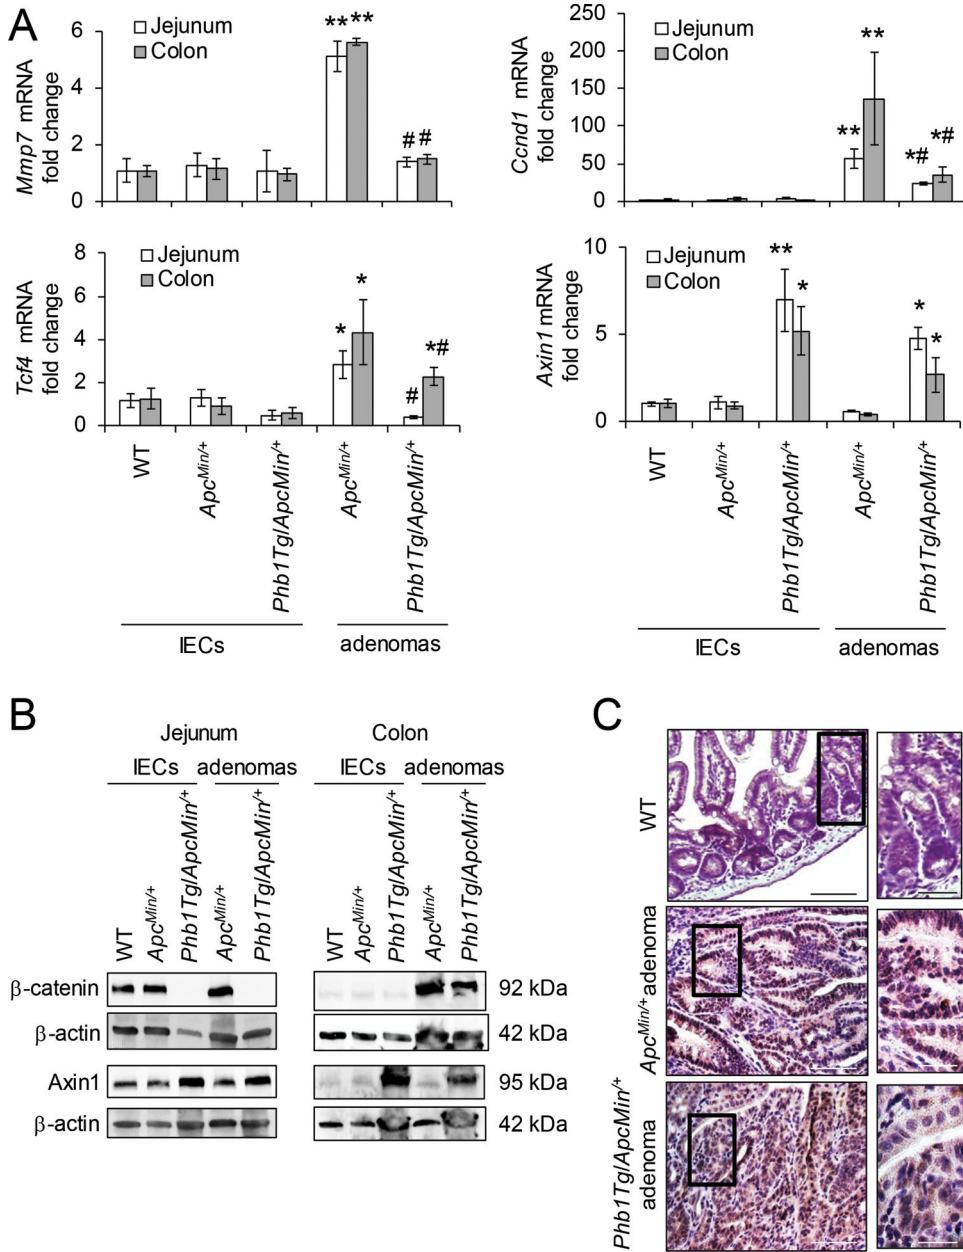 A
Mmp7 mRNA
fold change
6
4
2
0
Jejunum
Colon
** **
# #
Ccnd1 mRNA
fold change
250
200
150
100
50
0
Jejunum
Colon
**
**
*#
*#
Tcf4 mRNA
fold change
8
6
4
2
0
Jejunum
Colon
*
*
#
*#
WT
ApcMin/+
Phb1Tg/ApcMin/+
ApcMin/+
Phb1Tg/ApcMin/+
IECs
adenomas
Axin1 mRNA
fold change
10
5
0
Jejunum
Colon
**
*
*
*
WT
ApcMin/+
Phb1Tg/ApcMin/+
ApcMin/+
Phb1Tg/ApcMin/+
IECs
adenomas
B
Jejunum
IECs adenomas
WT
ApcMin/+
Phb1Tg/ApcMin/+
ApcMin/+
Phb1Tg/ApcMin/+
Colon
IECs adenomas
WT
ApcMin/+
Phb1Tg/ApcMin/+
ApcMin/+
Phb1Tg/ApcMin/+
β-catenin 92 kDa
β-actin 42 kDa
Axin1 95 kDa
β-actin 42 kDa
C
WT
ApcMin/+ adenoma
Phb1Tg/ApcMin/+
adenoma